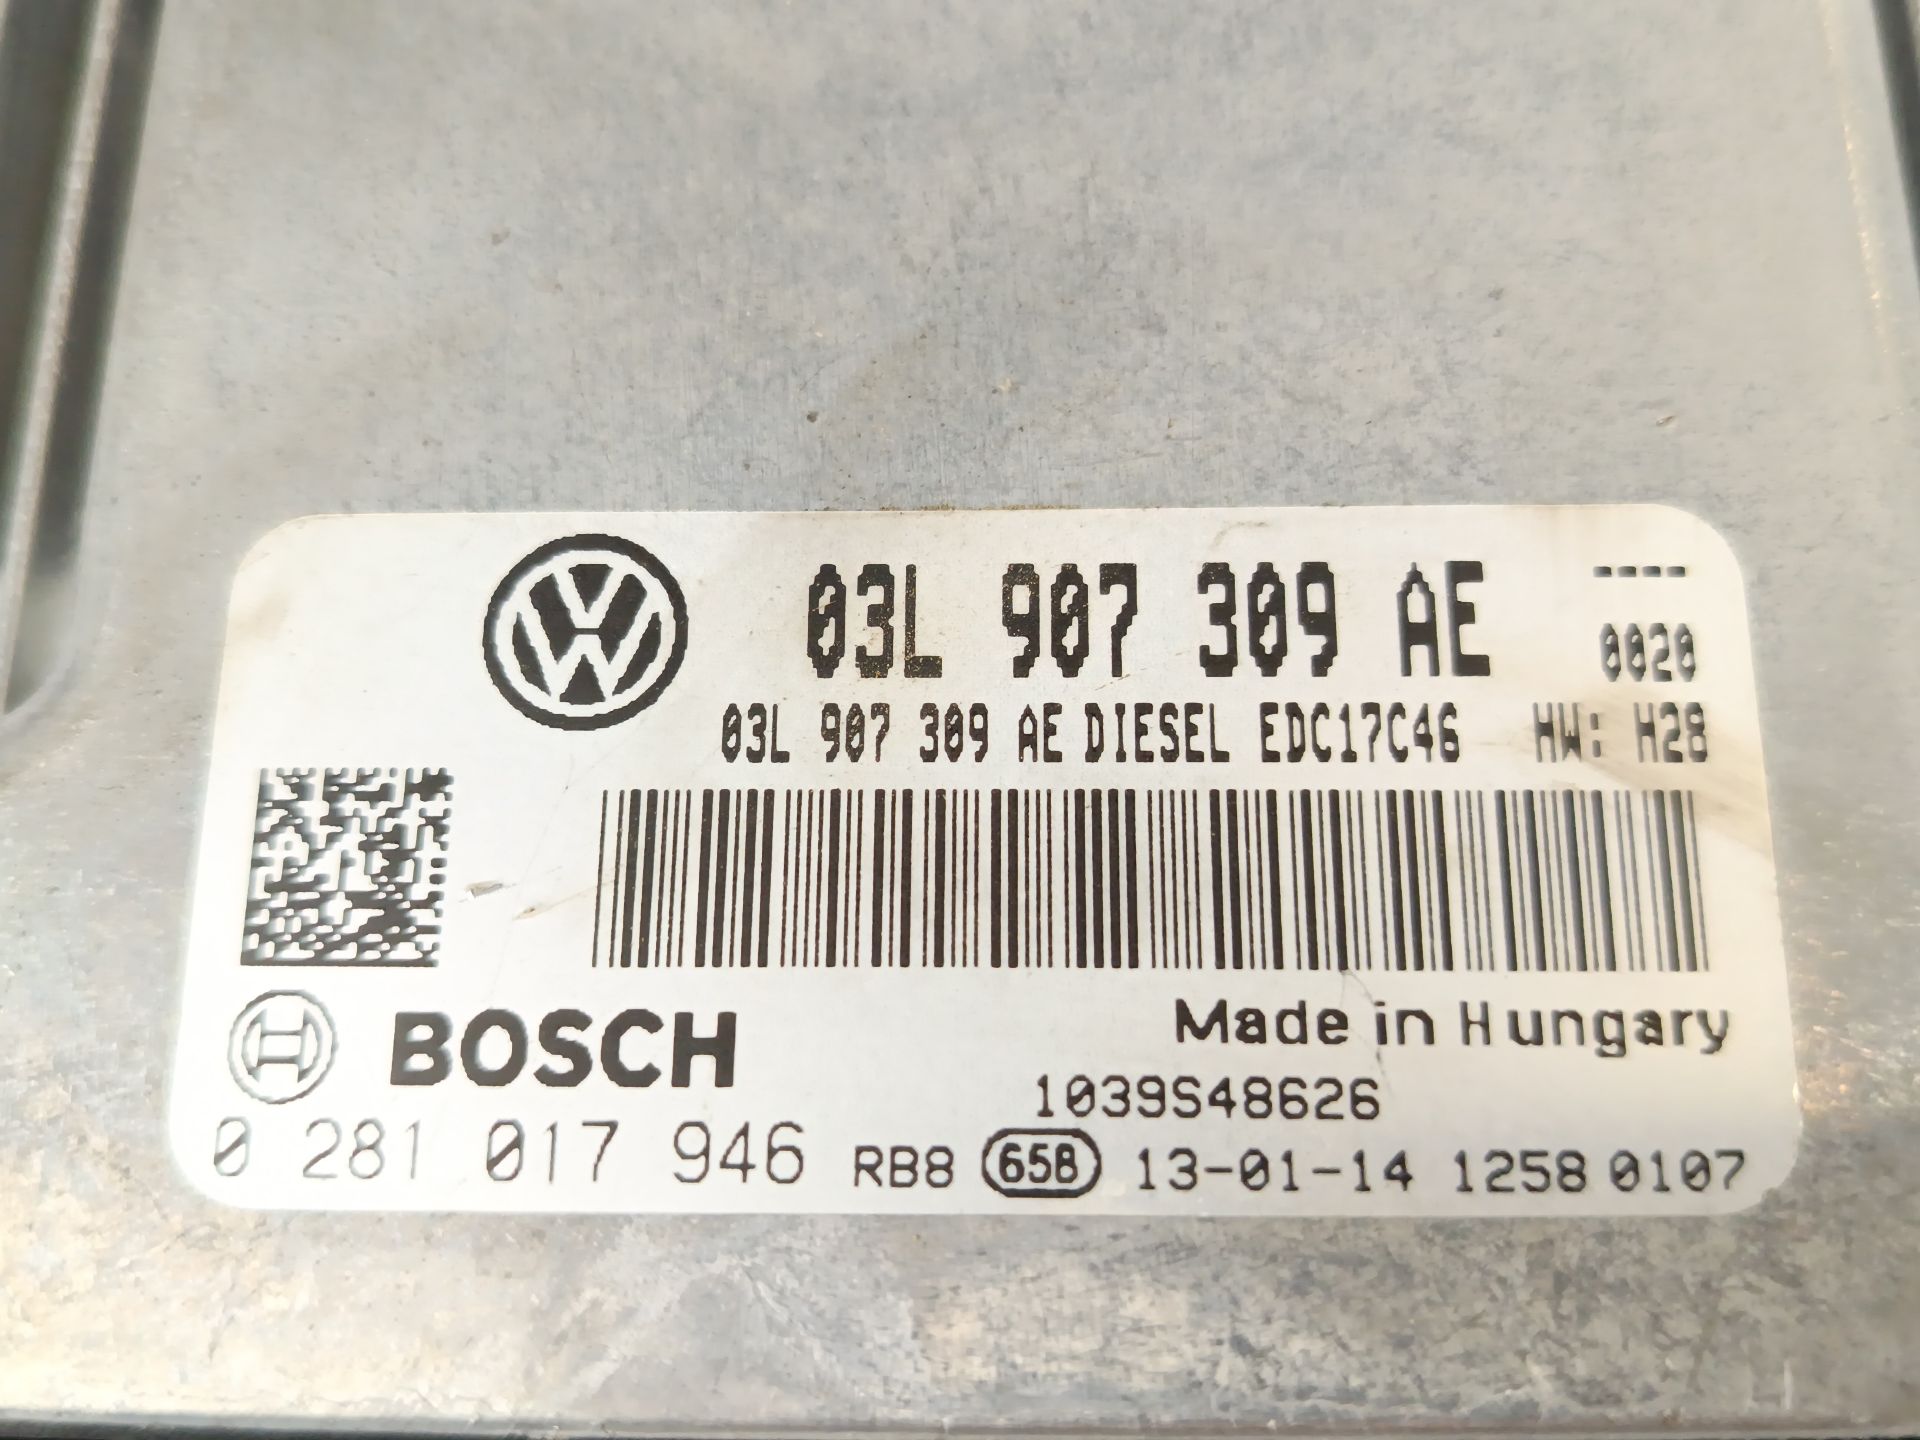 03L 907 309 AE ----
0020
03L 907 309 AE DIESEL EDC17C46 HW: H28
BOSCH
Made in Hungary
1039S48626
0 281 017 946 RB8 65B 13-01-14 1258 0107